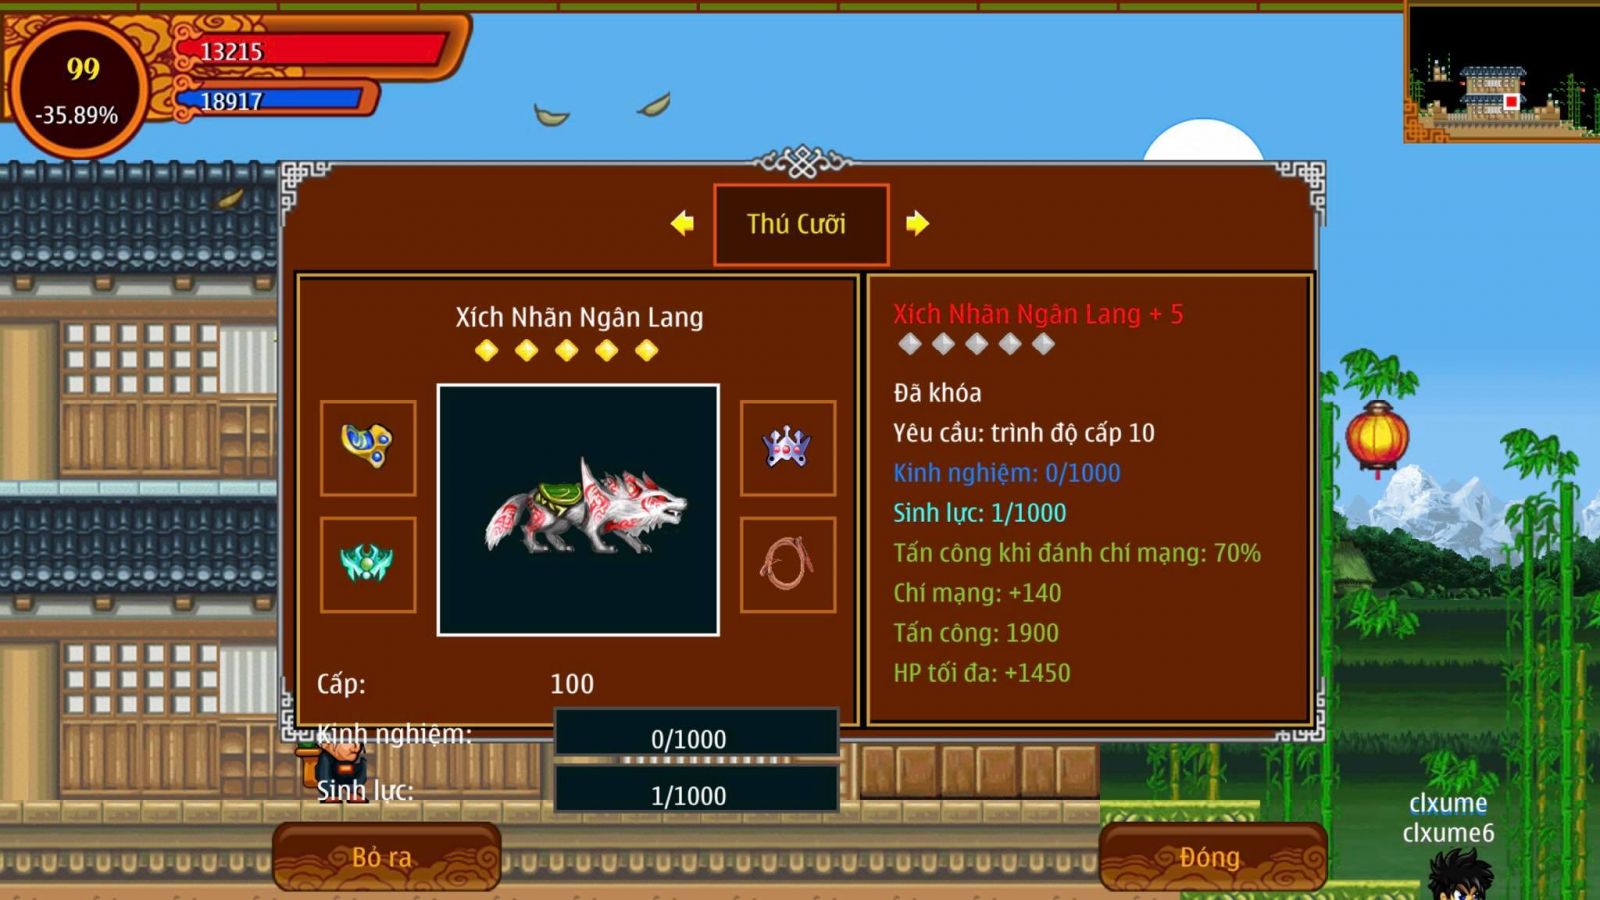 99
-35.89%
13215
18917
Thú Cưỡi
Xích Nhãn Ngân Lang
Cấp: 100
Kinh nghiệm: 0/1000
Sinh lực: 1/1000
Xích Nhãn Ngân Lang + 5
Đã khóa
Yêu cầu: trình độ cấp 10
Kinh nghiệm: 0/1000
Sinh lực: 1/1000
Tấn công khi đánh chí mạng: 70%
Chí mạng: +140
Tấn công: 1900
HP tối đa: +1450
Bỏ ra
Đóng
clxume
clxume6